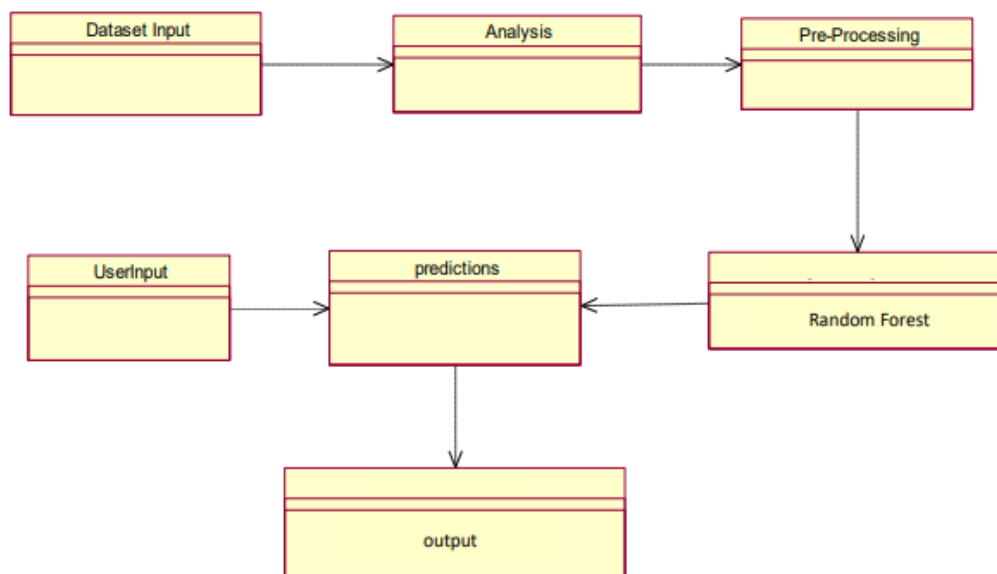 Dataset Input
Analysis
Pre-Processing
UserInput
predictions
Random Forest
output